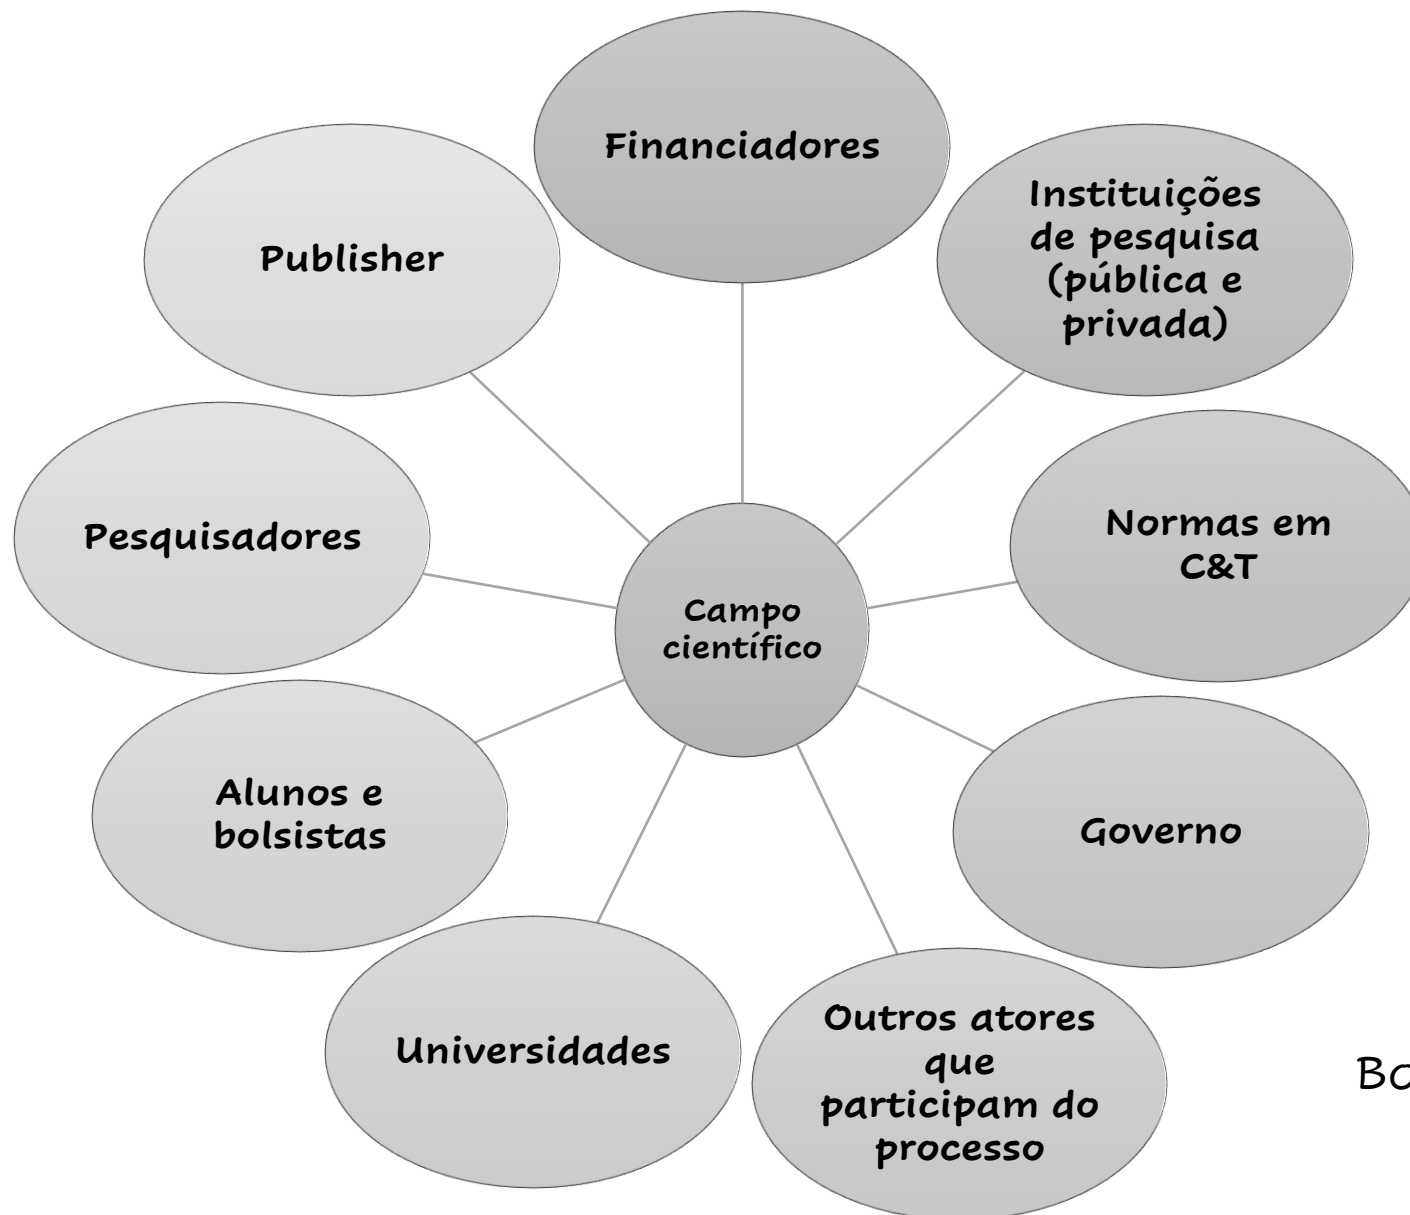 Financiadores
Instituições
de pesquisa
(pública e
privada)
Publisher
Normas em
C&T
Pesquisadores
Campo
científico
Alunos e
bolsistas
Governo
Universidades
Outros atores
que
participam do
processo